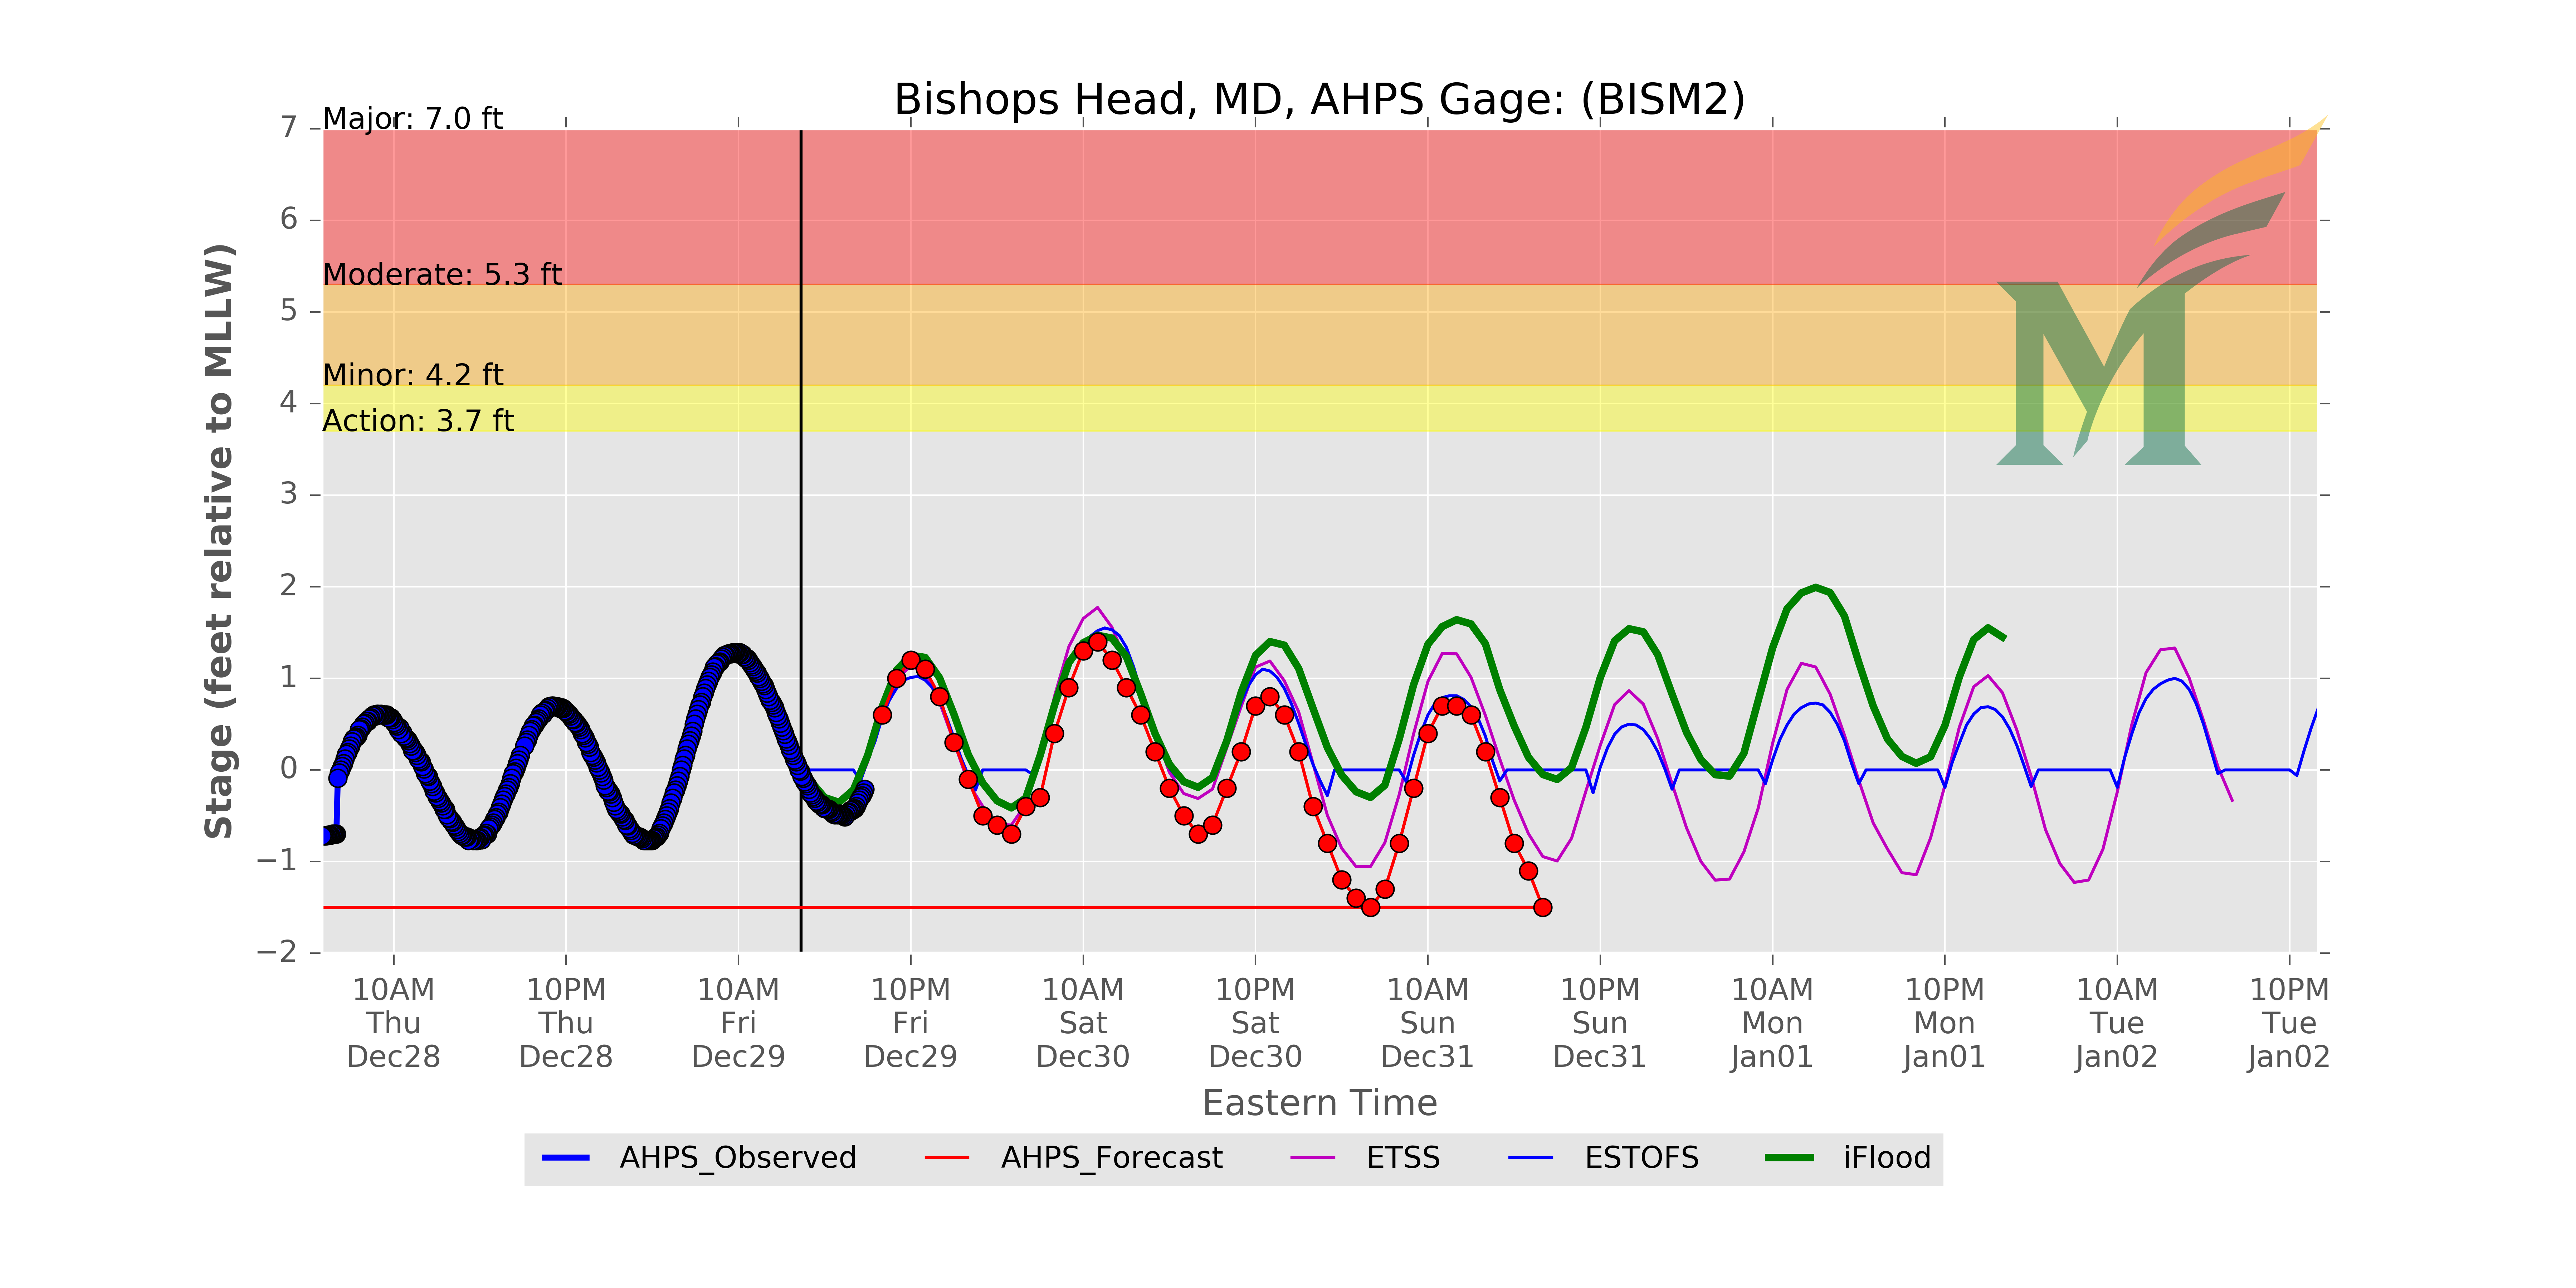 Bishops Head, MD, AHPS Gage: (BISM2)
Major: 7.0 ft
Moderate: 5.3 ft
Minor: 4.2 ft
Action: 3.7 ft
7
6
5
4
3
2
1
0
−1
−2
Stage (feet relative to MLLW)
10AM 10PM 10AM 10PM 10AM 10PM 10AM 10PM 10AM 10PM 10AM 10PM
Thu Thu Fri Fri Sat Sat Sun Sun Mon Mon Tue Tue
Dec28 Dec28 Dec29 Dec29 Dec30 Dec30 Dec31 Dec31 Jan01 Jan01 Jan02 Jan02
Eastern Time
AHPS_Observed AHPS_Forecast ETSS ESTOFS iFlood
M